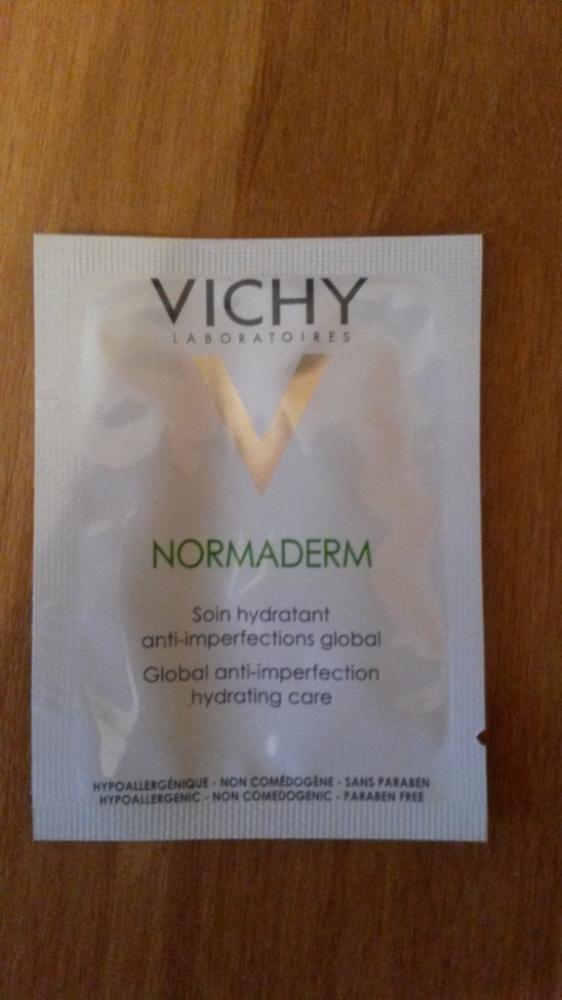 VICHY
LABORATOIRES
NORMADERM
Soin hydratant
anti-imperfections global
Global anti-imperfection
hydrating care
HYPOALLERGÉNIQUE - NON COMÉDOGÈNE - SANS PARABEN
HYPOALLERGENIC - NON COMEDOGENIC - PARABEN FREE